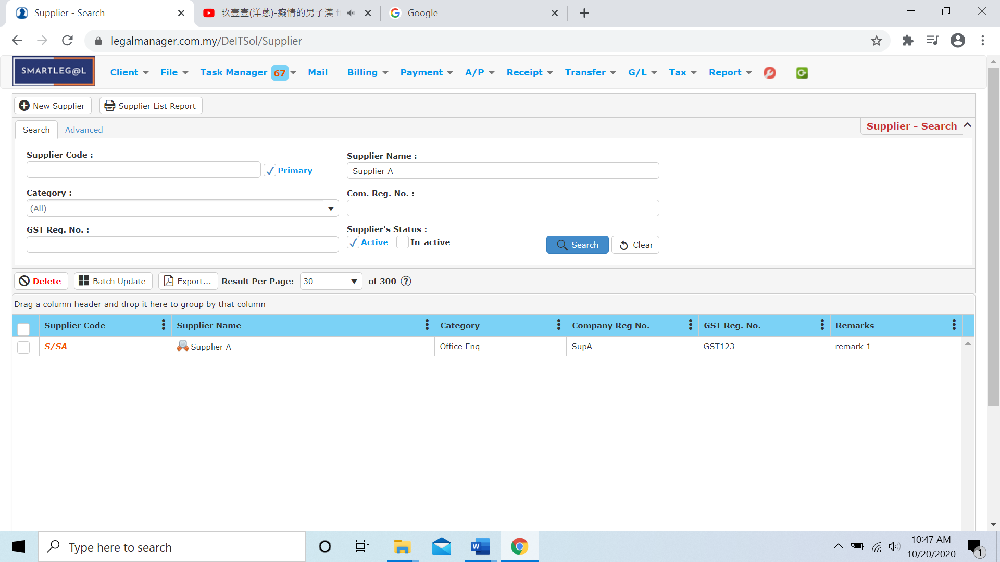 Supplier - Search
玖壹壹(洋蔥)-癡情的男子漢
Google
legalmanager.com.my/DeITSol/Supplier
SMARTLEG@L
Client File Task Manager 67 Mail Billing Payment A/P Receipt Transfer G/L Tax Report
New Supplier Supplier List Report
Search Advanced Supplier - Search
Supplier Code : Supplier Name :
Primary Supplier A
Category : Com. Reg. No. :
(All)
GST Reg. No. : Supplier's Status :
Active In-active Search Clear
Delete Batch Update Export... Result Per Page: 30 of 300
Drag a column header and drop it here to group by that column
Supplier Code Supplier Name Category Company Reg No. GST Reg. No. Remarks
S/SA Supplier A Office Enq SupA GST123 remark 1
Type here to search
10:47 AM
10/20/2020
1